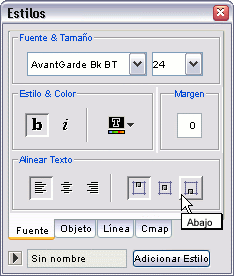 Estilos
Fuente & Tamaño
AvantGarde Bk BT 24
Estilo & Color Margen
b i T 0
Alinear Texto
Abajo
Fuente Objeto Línea Cmap
Sin nombre Adicionar Estilo